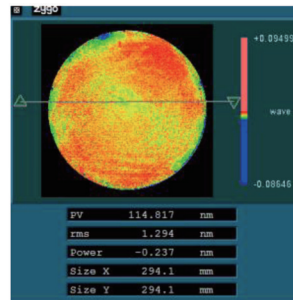 zygo
+0.09499
wave
-0.08646
PV 114.817 nm
rms 1.294 nm
Power -0.237 nm
Size X 294.1 mm
Size Y 294.1 mm